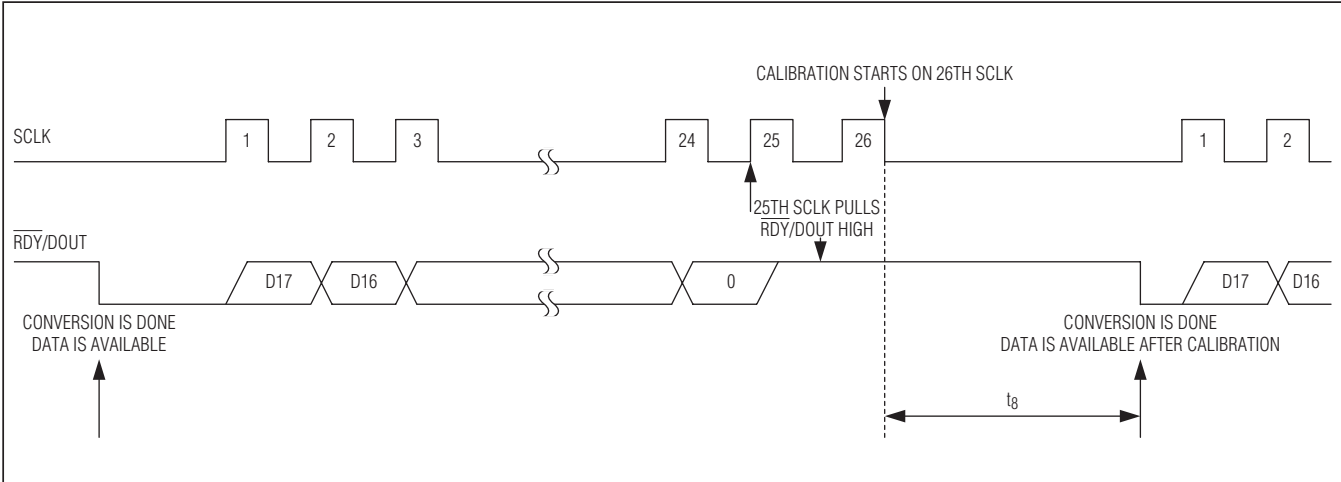 CALIBRATION STARTS ON 26TH SCLK
SCLK
1
2
3
24
25
26
1
2
25TH SCLK PULLS
RDY/DOUT HIGH
RDY/DOUT
D17
D16
0
D17
D16
CONVERSION IS DONE
DATA IS AVAILABLE
CONVERSION IS DONE
DATA IS AVAILABLE AFTER CALIBRATION
t8